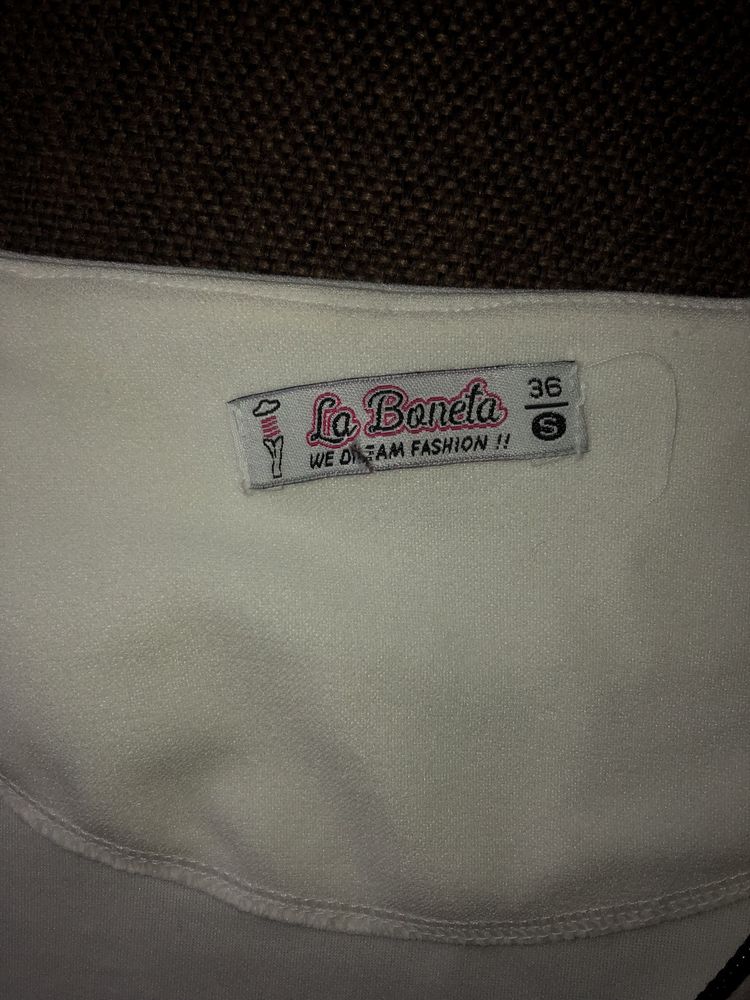 La Boneta
WE DREAM FASHION !!
36
S